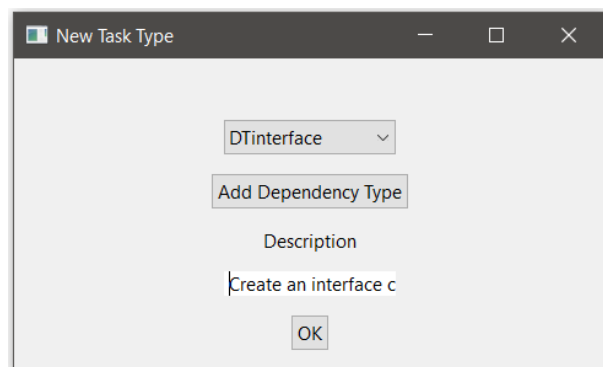 New Task Type
DTinterface
Add Dependency Type
Description
Create an interface c
OK